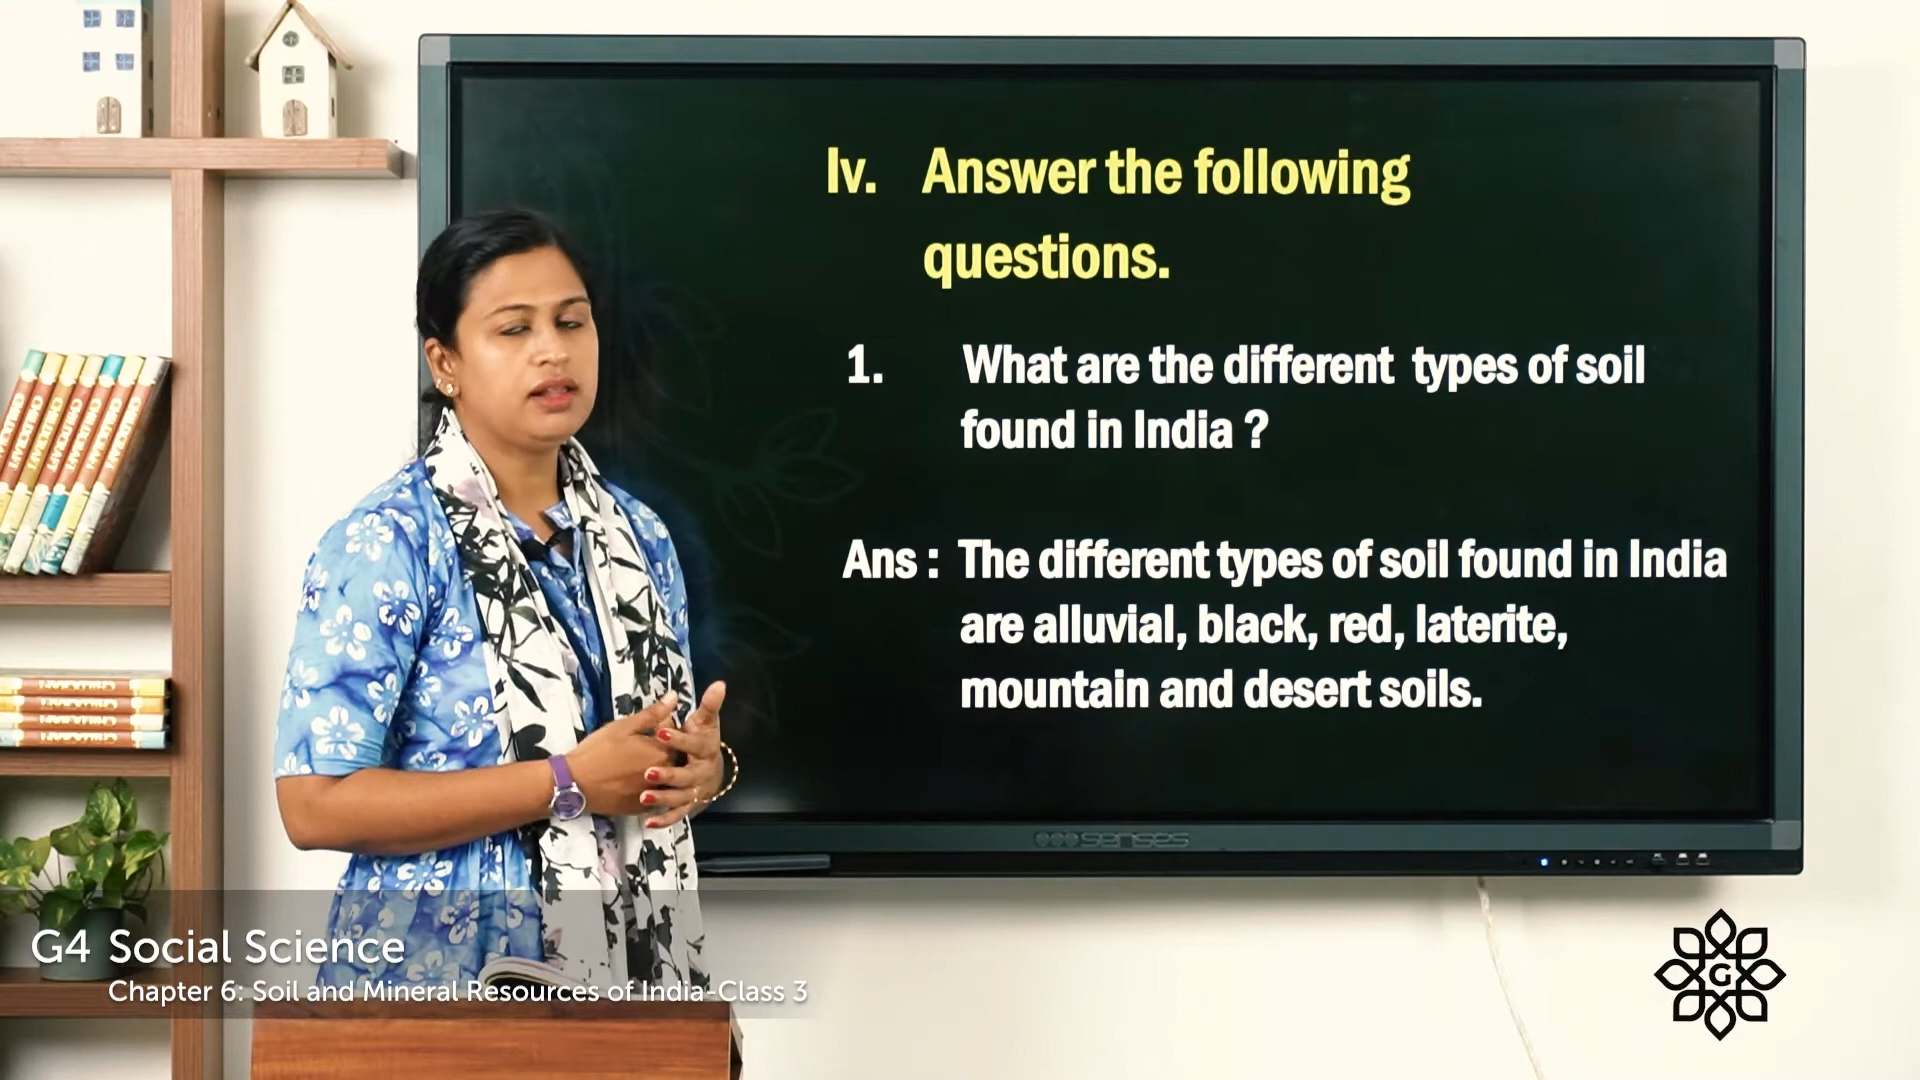 Iv. Answer the following
questions.
1. What are the different types of soil
found in India ?
Ans : The different types of soil found in India
are alluvial, black, red, laterite,
mountain and desert soils.
senses
G4 Social Science
Chapter 6: Soil and Mineral Resources of India-Class 3
G